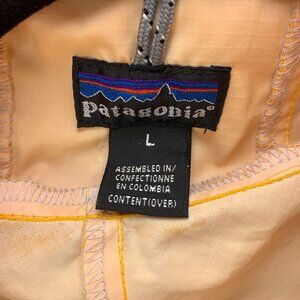 Patagonia®
L
ASSEMBLED IN/
CONFECTIONNE
EN COLOMBIA
CONTENT(OVER)